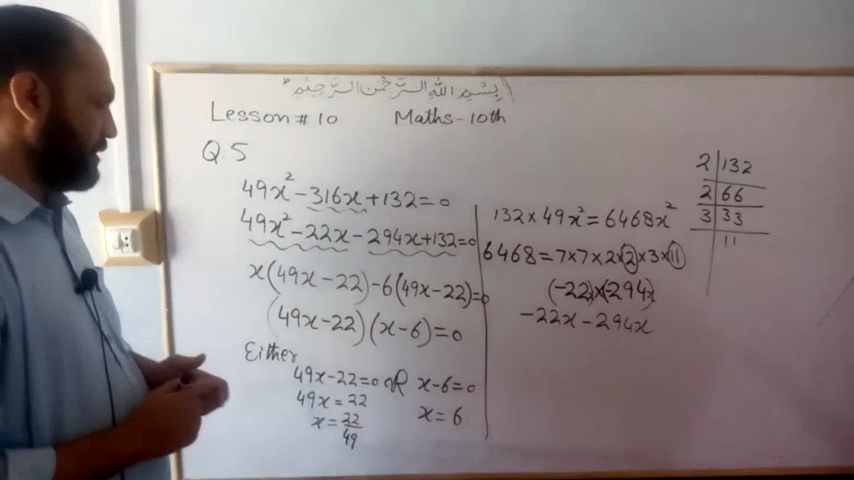 بِسْمِ اللهِ الرَّحْمٰنِ الرَّحِيْمِ
Lesson # 10 Maths - 10th
Q. 5
49x² - 316x + 132 = 0
49x² - 22x - 294x + 132 = 0
x(49x - 22) - 6(49x - 22) = 0
(49x - 22)(x - 6) = 0
Either
49x - 22 = 0 OR x - 6 = 0
49x = 22
x = 22/49
x = 6
132 × 49x² = 6468x²
6468 = 7×7×2×2×3×11
(-22)×(-294x)
-22x - 294x
2 | 132
2 | 66
3 | 33
11